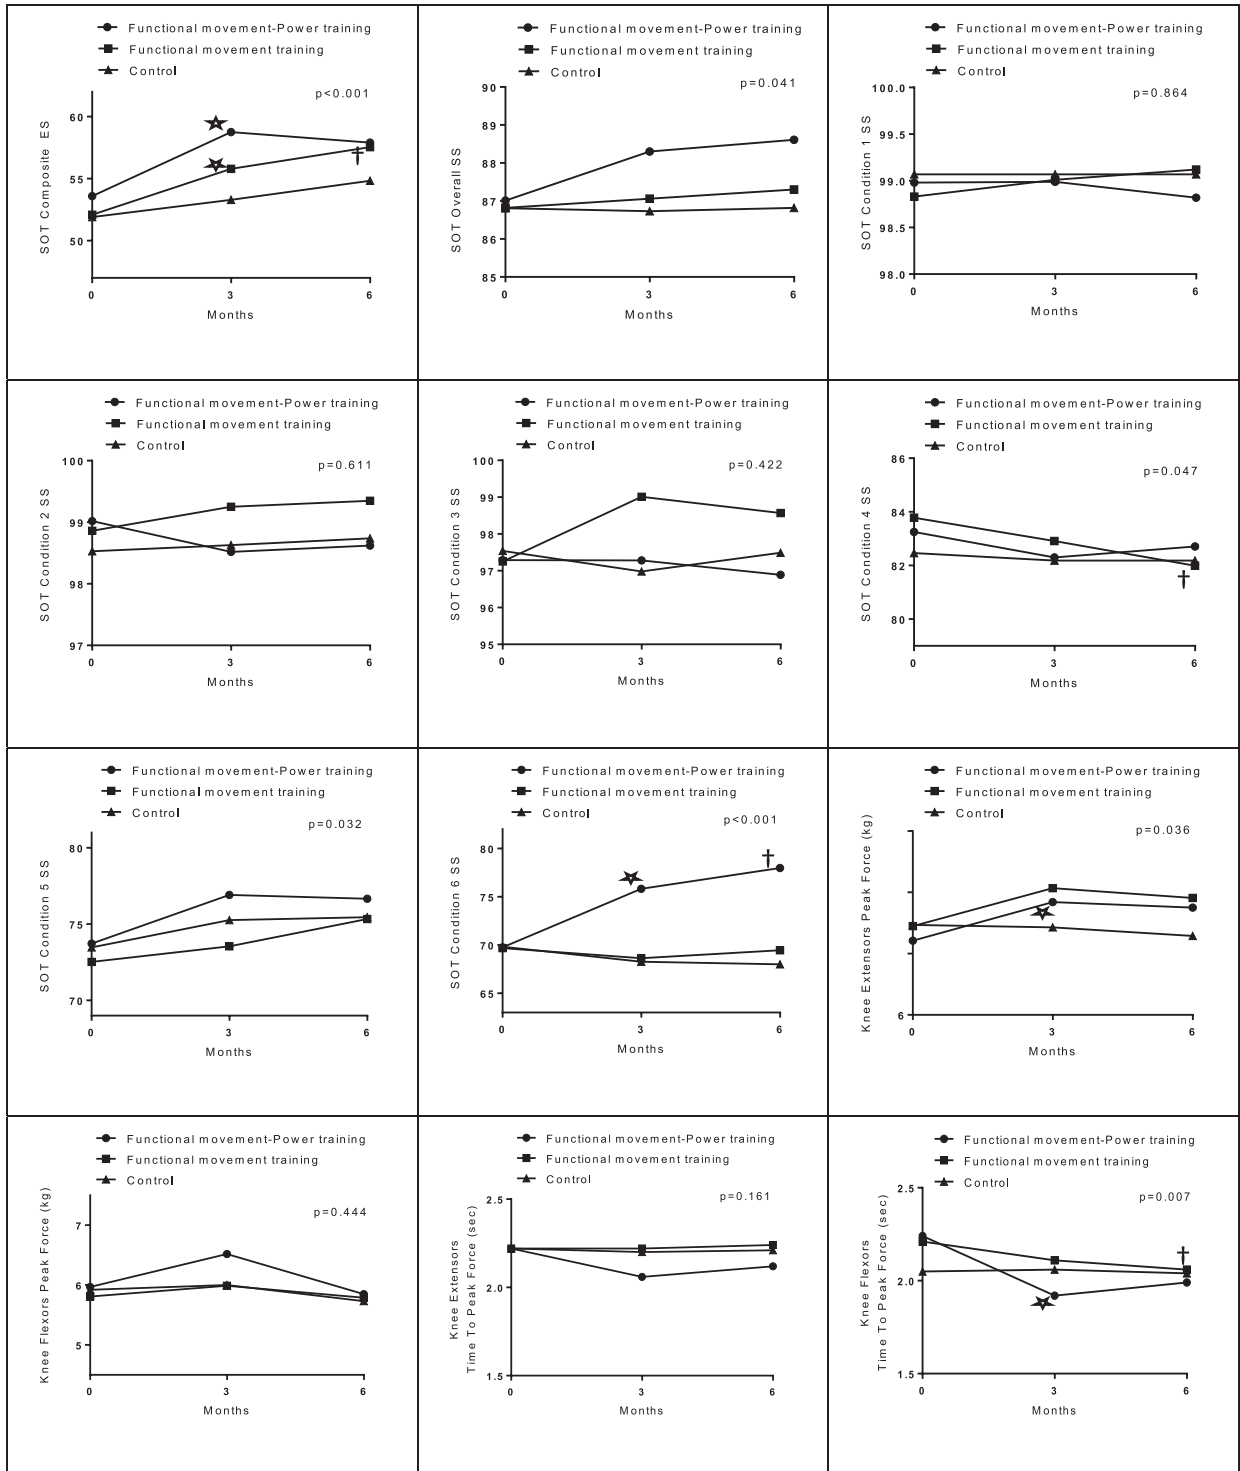 Functional movement-Power training
Functional movement training
Control
p<0.001
SOT Composite ES
60
55
50
0 3 6
Months
Functional movement-Power training
Functional movement training
Control
p=0.041
SOT Overall SS
90
89
88
87
86
85
0 3 6
Months
Functional movement-Power training
Functional movement training
Control
p=0.864
SOT Condition 1 SS
100.0
99.5
99.0
98.5
98.0
0 3 6
Months
Functional movement-Power training
Functional movement training
Control
p=0.611
SOT Condition 2 SS
100
99
98
97
0 3 6
Months
Functional movement-Power training
Functional movement training
Control
p=0.422
SOT Condition 3 SS
100
99
98
97
96
95
0 3 6
Months
Functional movement-Power training
Functional movement training
Control
p=0.047
SOT Condition 4 SS
86
84
82
80
†
0 3 6
Months
Functional movement-Power training
Functional movement training
Control
p=0.032
SOT Condition 5 SS
80
75
70
0 3 6
Months
Functional movement-Power training
Functional movement training
Control
p<0.001
SOT Condition 6 SS
80
75
70
65
†
0 3 6
Months
Functional movement-Power training
Functional movement training
Control
p=0.036
Knee Extensors Peak Force (kg)
6
0 3 6
Months
Functional movement-Power training
Functional movement training
Control
p=0.444
Knee Flexors Peak Force (kg)
7
6
5
0 3 6
Months
Functional movement-Power training
Functional movement training
Control
p=0.161
Knee Extensors
Time To Peak Force (sec)
2.5
2.0
1.5
0 3 6
Months
Functional movement-Power training
Functional movement training
Control
p=0.007
Knee Flexors
Time To Peak Force (sec)
2.5
2.0
1.5
†
0 3 6
Months